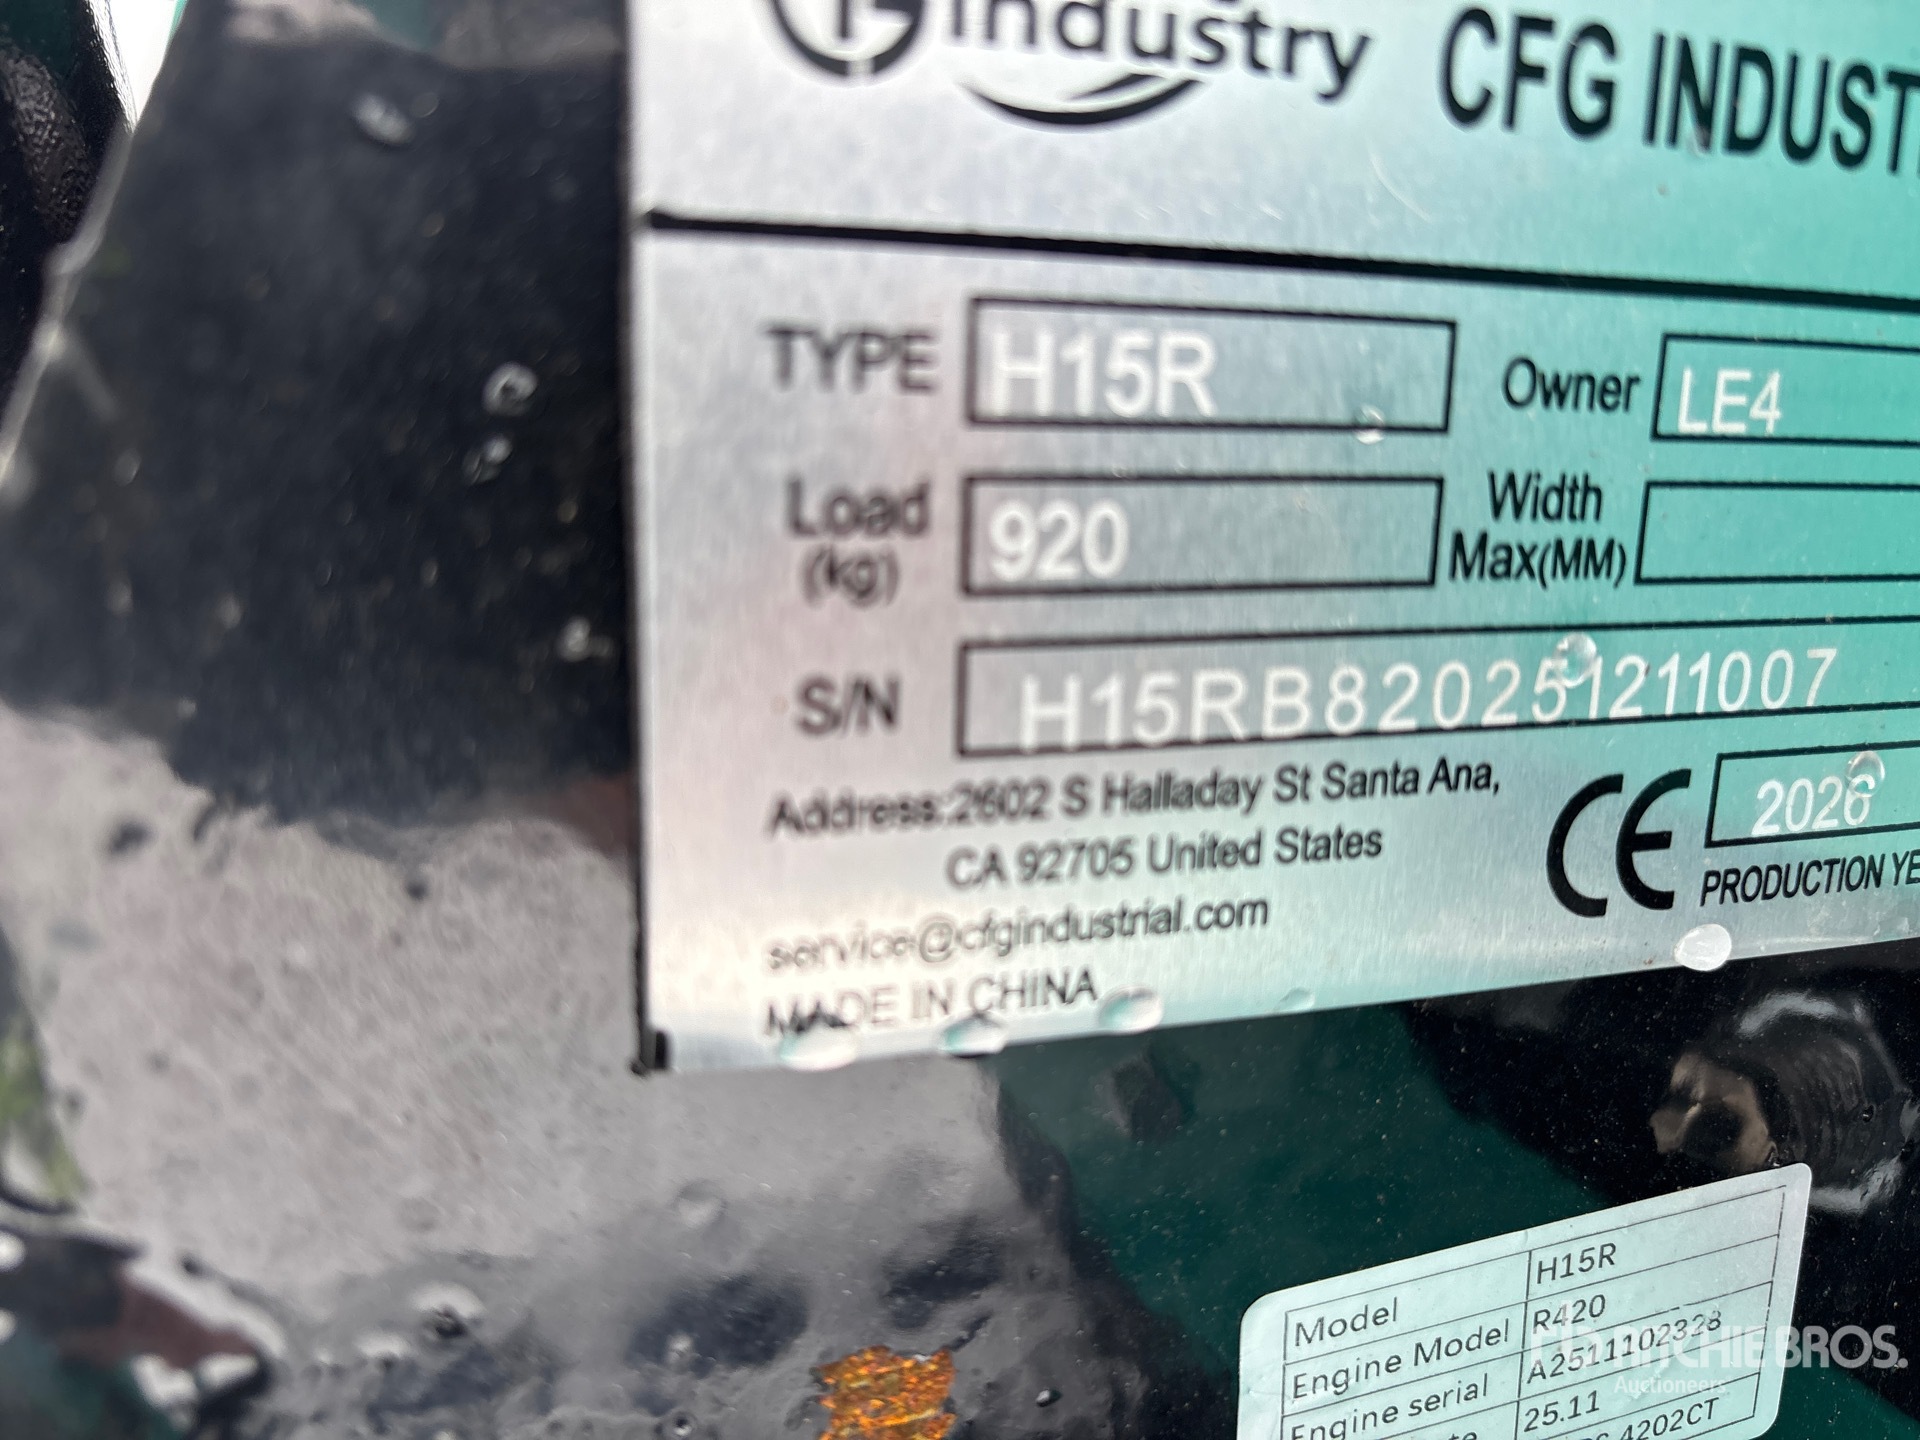 Industry CFG INDUST
TYPE H15R Owner LE4
Load (kg) 920 Width Max(MM)
S/N H15RB820251211007
Address:2602 S Halladay St Santa Ana,
CA 92705 United States
CE 2026
PRODUCTION YE
service@cfgindustrial.com
MADE IN CHINA
Model H15R
Engine Model R420
Engine serial A2511102328
25.11
4202CT
RITCHIE BROS.
Auctioneers